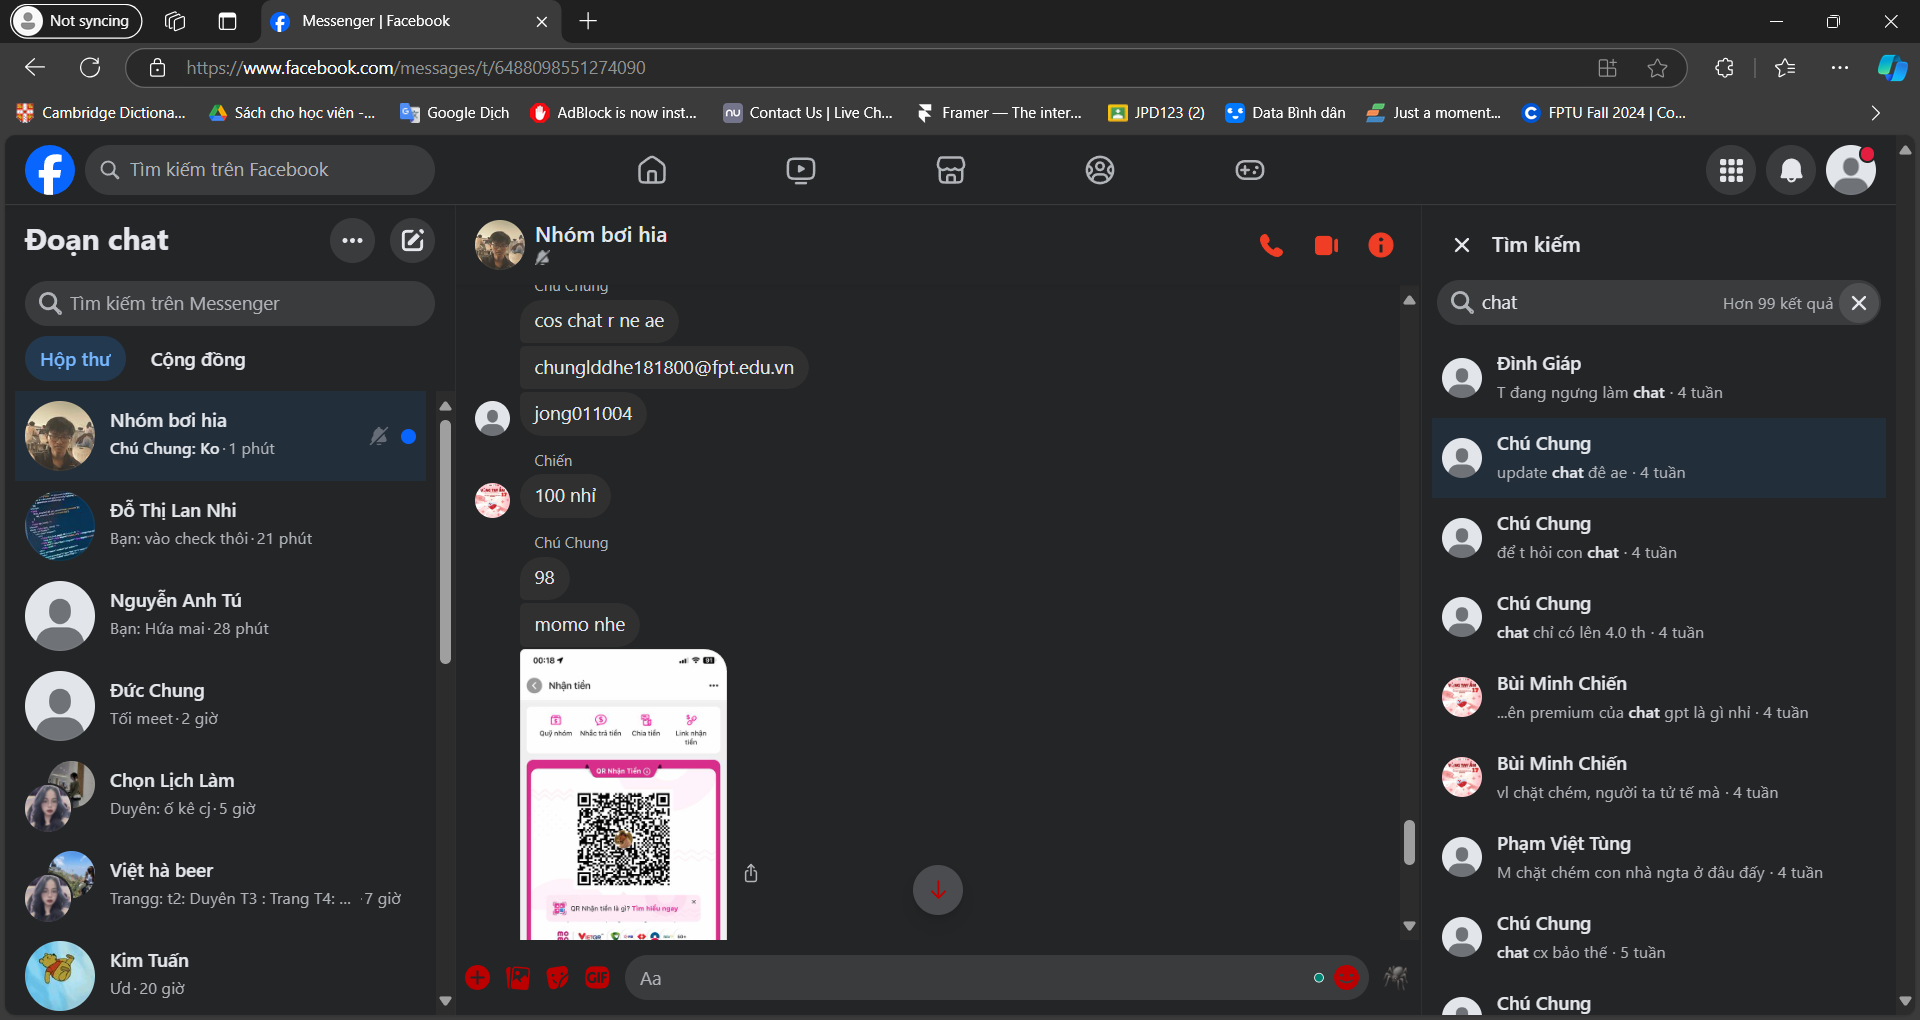 Not syncing
Messenger | Facebook
https://www.facebook.com/messages/t/6488098551274090
Cambridge Dictiona...
Sách cho học viên -...
Google Dịch
AdBlock is now inst...
Contact Us | Live Ch...
Framer — The inter...
JPD123 (2)
Data Bình dân
Just a moment...
FPTU Fall 2024 | Co...
Tìm kiếm trên Facebook
Đoạn chat
Tìm kiếm trên Messenger
Hộp thư
Cộng đồng
Nhóm bơi hia
Chú Chung: Ko · 1 phút
Đỗ Thị Lan Nhi
Bạn: vào check thôi · 21 phút
Nguyễn Anh Tú
Bạn: Hứa mai · 28 phút
Đức Chung
Tối meet · 2 giờ
Chọn Lịch Làm
Duyên: ố kê cj · 5 giờ
Việt hà beer
Trangg: t2: Duyên T3 : Trang T4: ... · 7 giờ
Kim Tuấn
Ưd · 20 giờ
Nhóm bơi hia
Chú Chung
cos chat r ne ae
chunglddhe181800@fpt.edu.vn
jong011004
Chiến
100 nhỉ
Chú Chung
98
momo nhe
00:18
91
Nhận tiền
Quỹ nhóm
Nhắc trả tiền
Chia tiền
Link nhận tiền
QR Nhận Tiền
QR Nhận tiền là gì? Tìm hiểu ngay
momo
VIETQR
GIF
Aa
Tìm kiếm
chat
Hơn 99 kết quả
Đình Giáp
T đang ngưng làm chat · 4 tuần
Chú Chung
update chat đê ae · 4 tuần
Chú Chung
để t hỏi con chat · 4 tuần
Chú Chung
chat chỉ có lên 4.0 th · 4 tuần
Bùi Minh Chiến
...ên premium của chat gpt là gì nhỉ · 4 tuần
Bùi Minh Chiến
vl chặt chém, người ta tử tế mà · 4 tuần
Phạm Việt Tùng
M chặt chém con nhà ngta ở đâu đấy · 4 tuần
Chú Chung
chat cx bảo thế · 5 tuần
Chú Chung